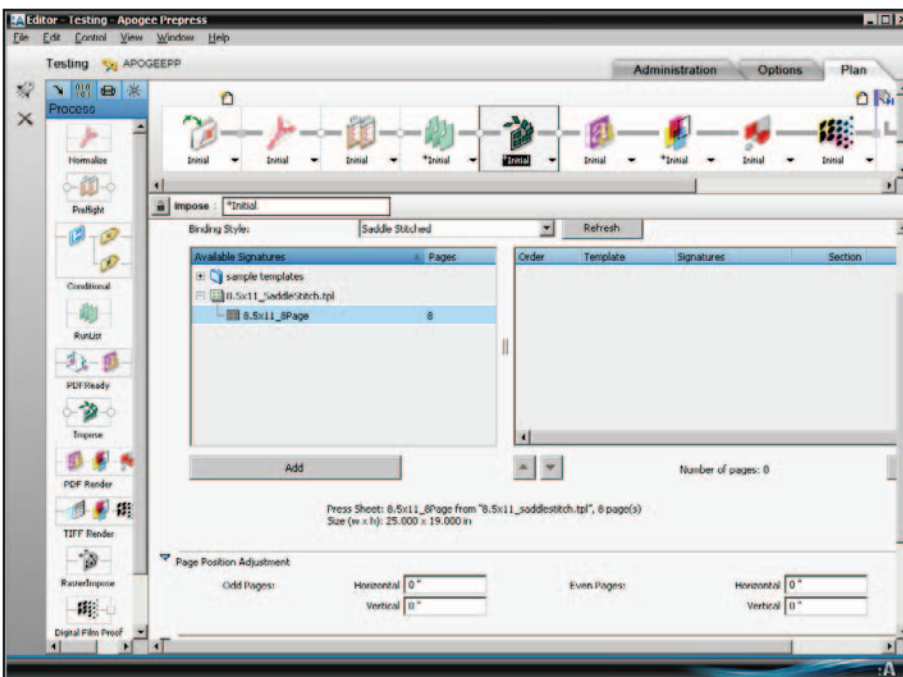 :A Editor - Testing - Apogee Prepress
File Edit Control View Window Help
Testing APOGEEPP
Administration Options Plan
Process
Initial Initial Initial *Initial *Initial Initial *Initial Initial Initial
Normalize
Preflight
Conditional
RunList
PDFReady
Impose
PDF Render
TIFF Render
RasterImpose
Digital Film Proof
Impose : *Initial
Binding Style: Saddle Stitched Refresh
Available Signatures Pages
sample templates
8.5x11_SaddleStitch.tpl
8.5x11_8Page 8
Order Template Signatures Section
Add
Number of pages: 0
Press Sheet: 8.5x11_8Page from "8.5x11_saddlestitch.tpl", 8 page(s)
Size (w x h): 25.000 x 19.000 in
Page Position Adjustment
Odd Pages: Horizontal 0 " Even Pages: Horizontal 0 "
Vertical 0 " Vertical 0 "
:A